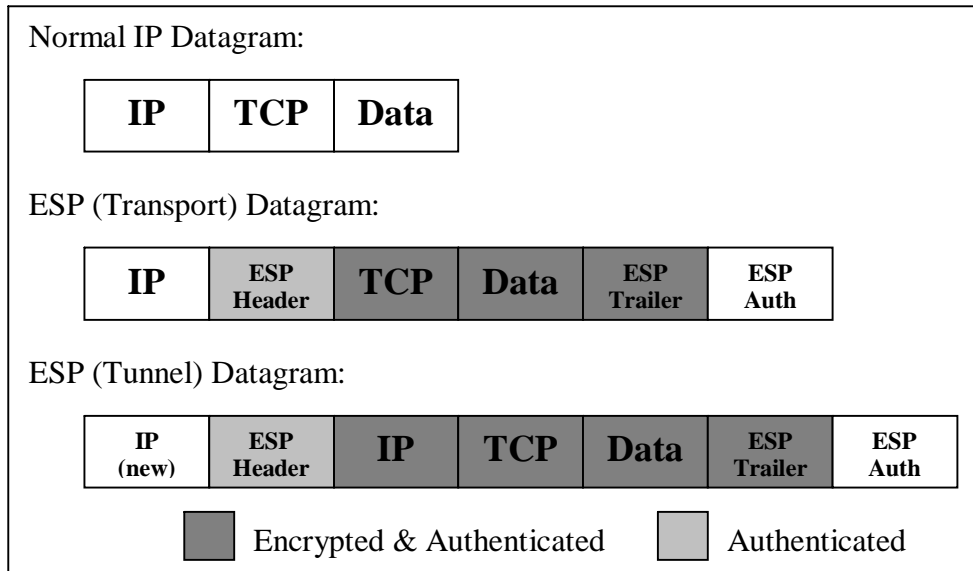 Normal IP Datagram:
IP TCP Data
ESP (Transport) Datagram:
IP ESP Header TCP Data ESP Trailer ESP Auth
ESP (Tunnel) Datagram:
IP (new) ESP Header IP TCP Data ESP Trailer ESP Auth
Encrypted & Authenticated Authenticated